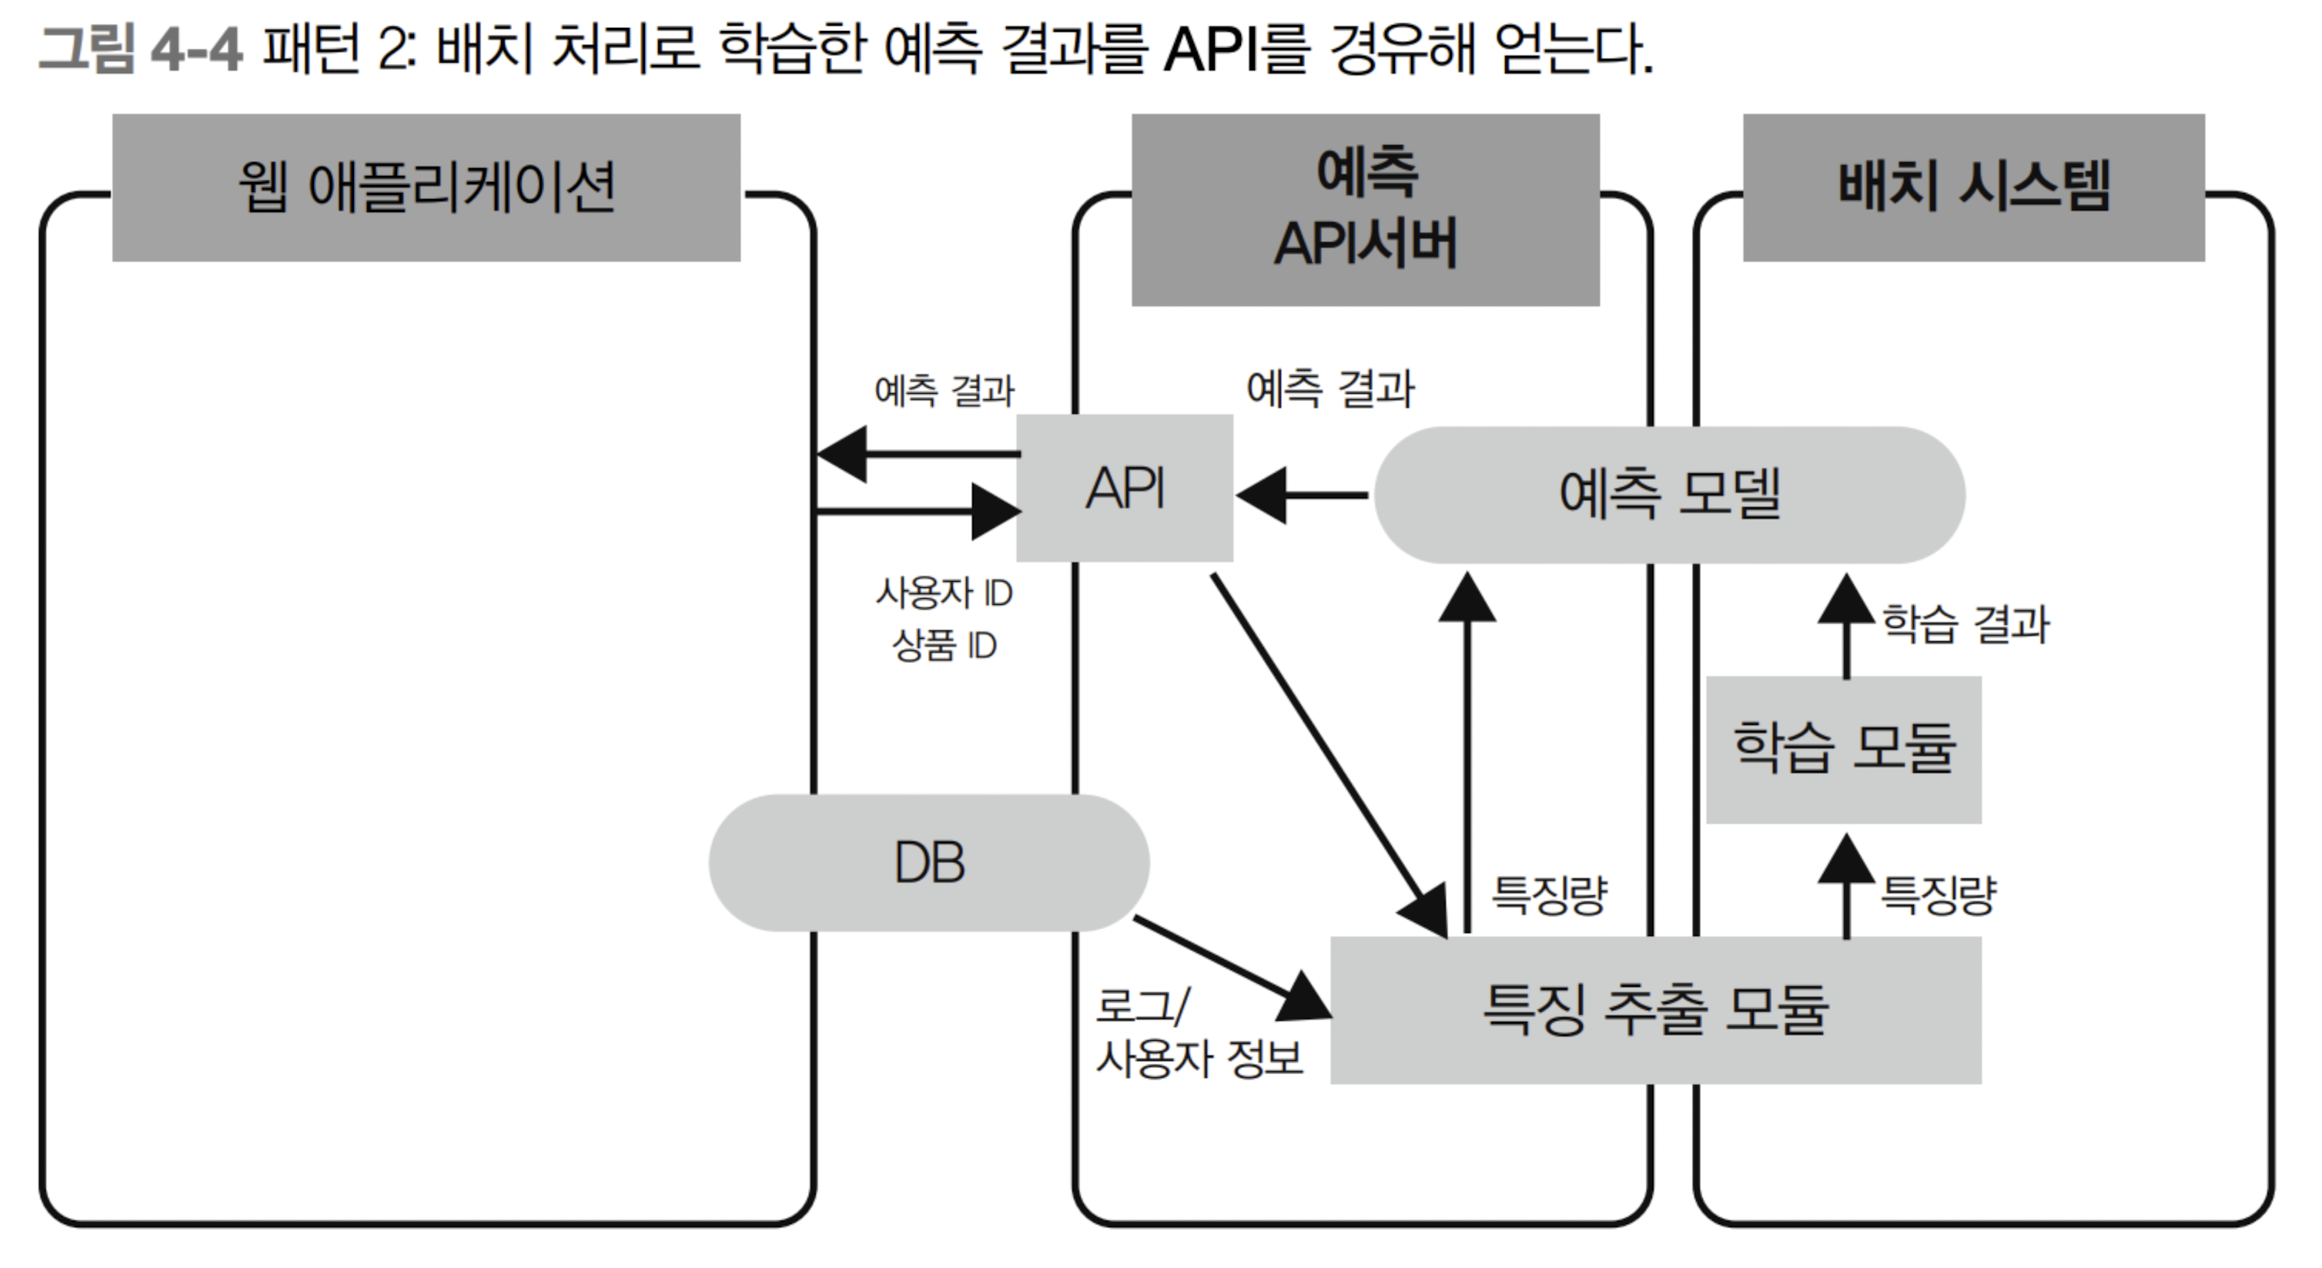 그림 4-4 패턴 2: 배치 처리로 학습한 예측 결과를 API를 경유해 얻는다.
웹 애플리케이션
예측
API서버
배치 시스템
예측 결과
예측 결과
API
예측 모델
사용자 ID
상품 ID
학습 결과
학습 모듈
DB
특징량
특징량
로그/
사용자 정보
특징 추출 모듈